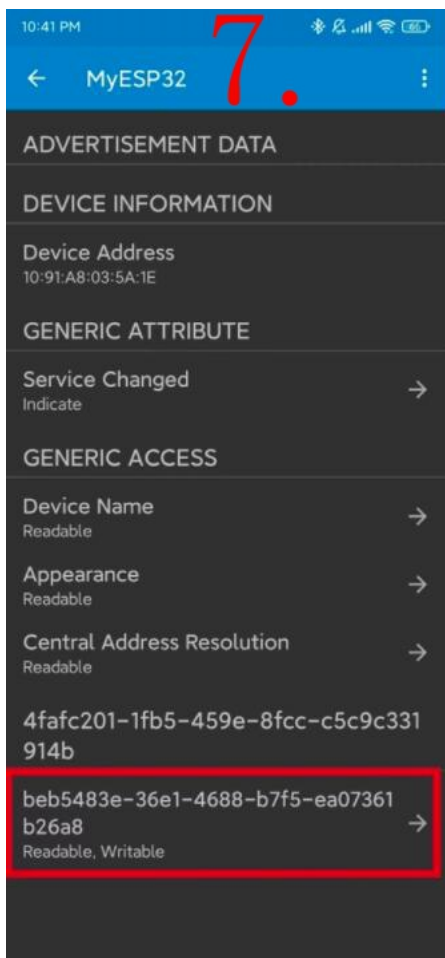 10:41 PM
7.
66
MyESP32
ADVERTISEMENT DATA
DEVICE INFORMATION
Device Address
10:91:A8:03:5A:1E
GENERIC ATTRIBUTE
Service Changed
Indicate
GENERIC ACCESS
Device Name
Readable
Appearance
Readable
Central Address Resolution
Readable
4fafc201-1fb5-459e-8fcc-c5c9c331
914b
beb5483e-36e1-4688-b7f5-ea07361
b26a8
Readable, Writable